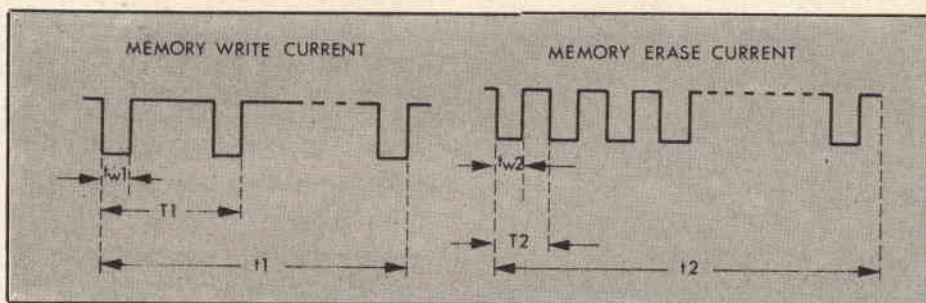 MEMORY WRITE CURRENT
MEMORY ERASE CURRENT
tw1
T1
t1
tw2
T2
t2